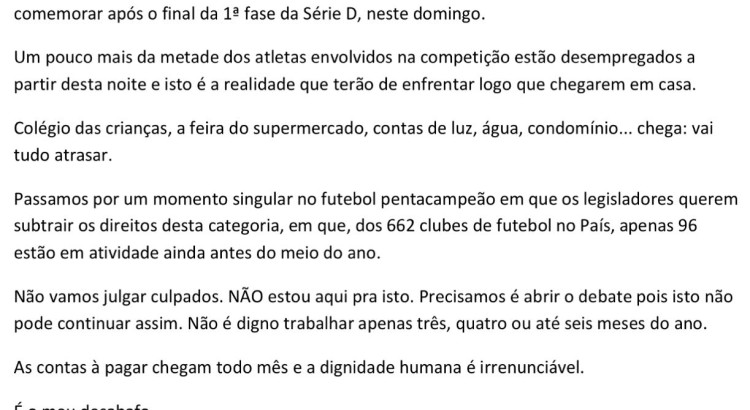 comemorar após o final da 1ª fase da Série D, neste domingo.
Um pouco mais da metade dos atletas envolvidos na competição estão desempregados a
partir desta noite e isto é a realidade que terão de enfrentar logo que chegarem em casa.
Colégio das crianças, a feira do supermercado, contas de luz, água, condomínio... chega: vai
tudo atrasar.
Passamos por um momento singular no futebol pentacampeão em que os legisladores querem
subtrair os direitos desta categoria, em que, dos 662 clubes de futebol no País, apenas 96
estão em atividade ainda antes do meio do ano.
Não vamos julgar culpados. NÃO estou aqui pra isto. Precisamos é abrir o debate pois isto não
pode continuar assim. Não é digno trabalhar apenas três, quatro ou até seis meses do ano.
As contas à pagar chegam todo mês e a dignidade humana é irrenunciável.
É o meu desabafo